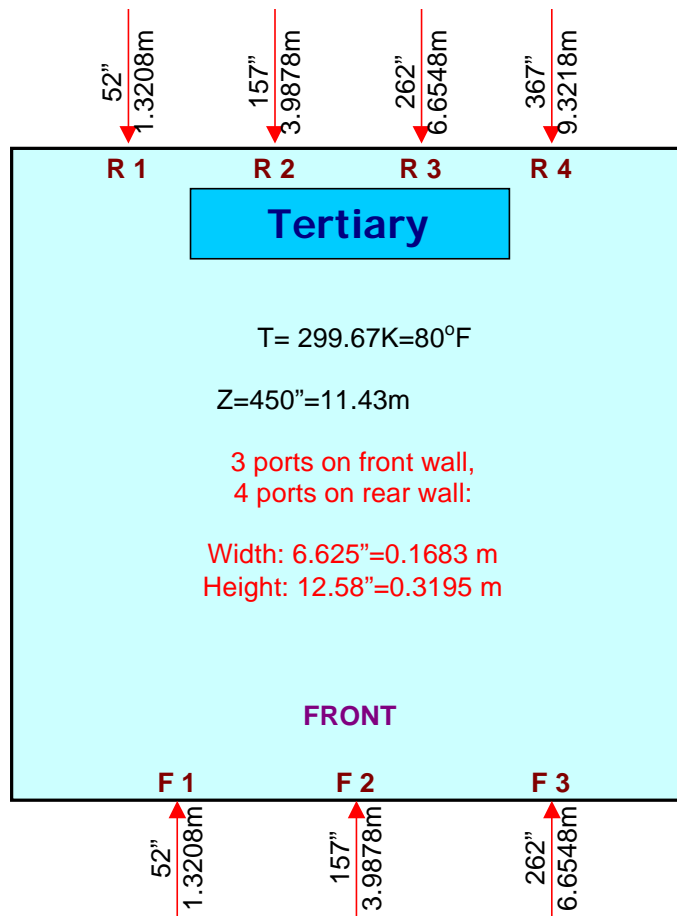 52”
1.3208m
157”
3.9878m
262”
6.6548m
367”
9.3218m
R 1
R 2
R 3
R 4
Tertiary
T= 299.67K=80°F
Z=450”=11.43m
3 ports on front wall,
4 ports on rear wall:
Width: 6.625”=0.1683 m
Height: 12.58”=0.3195 m
FRONT
F 1
F 2
F 3
52”
1.3208m
157”
3.9878m
262”
6.6548m